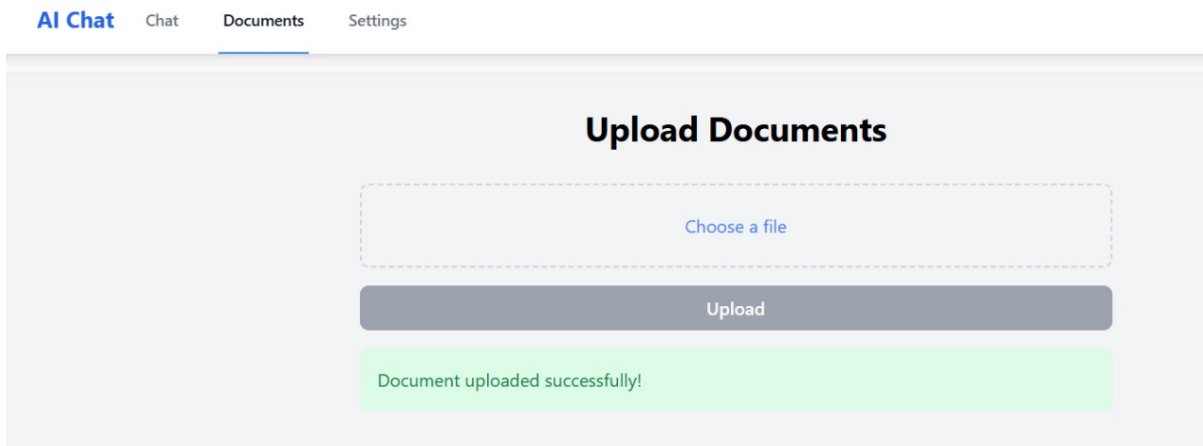 AI Chat Chat Documents Settings
Upload Documents
Choose a file
Upload
Document uploaded successfully!